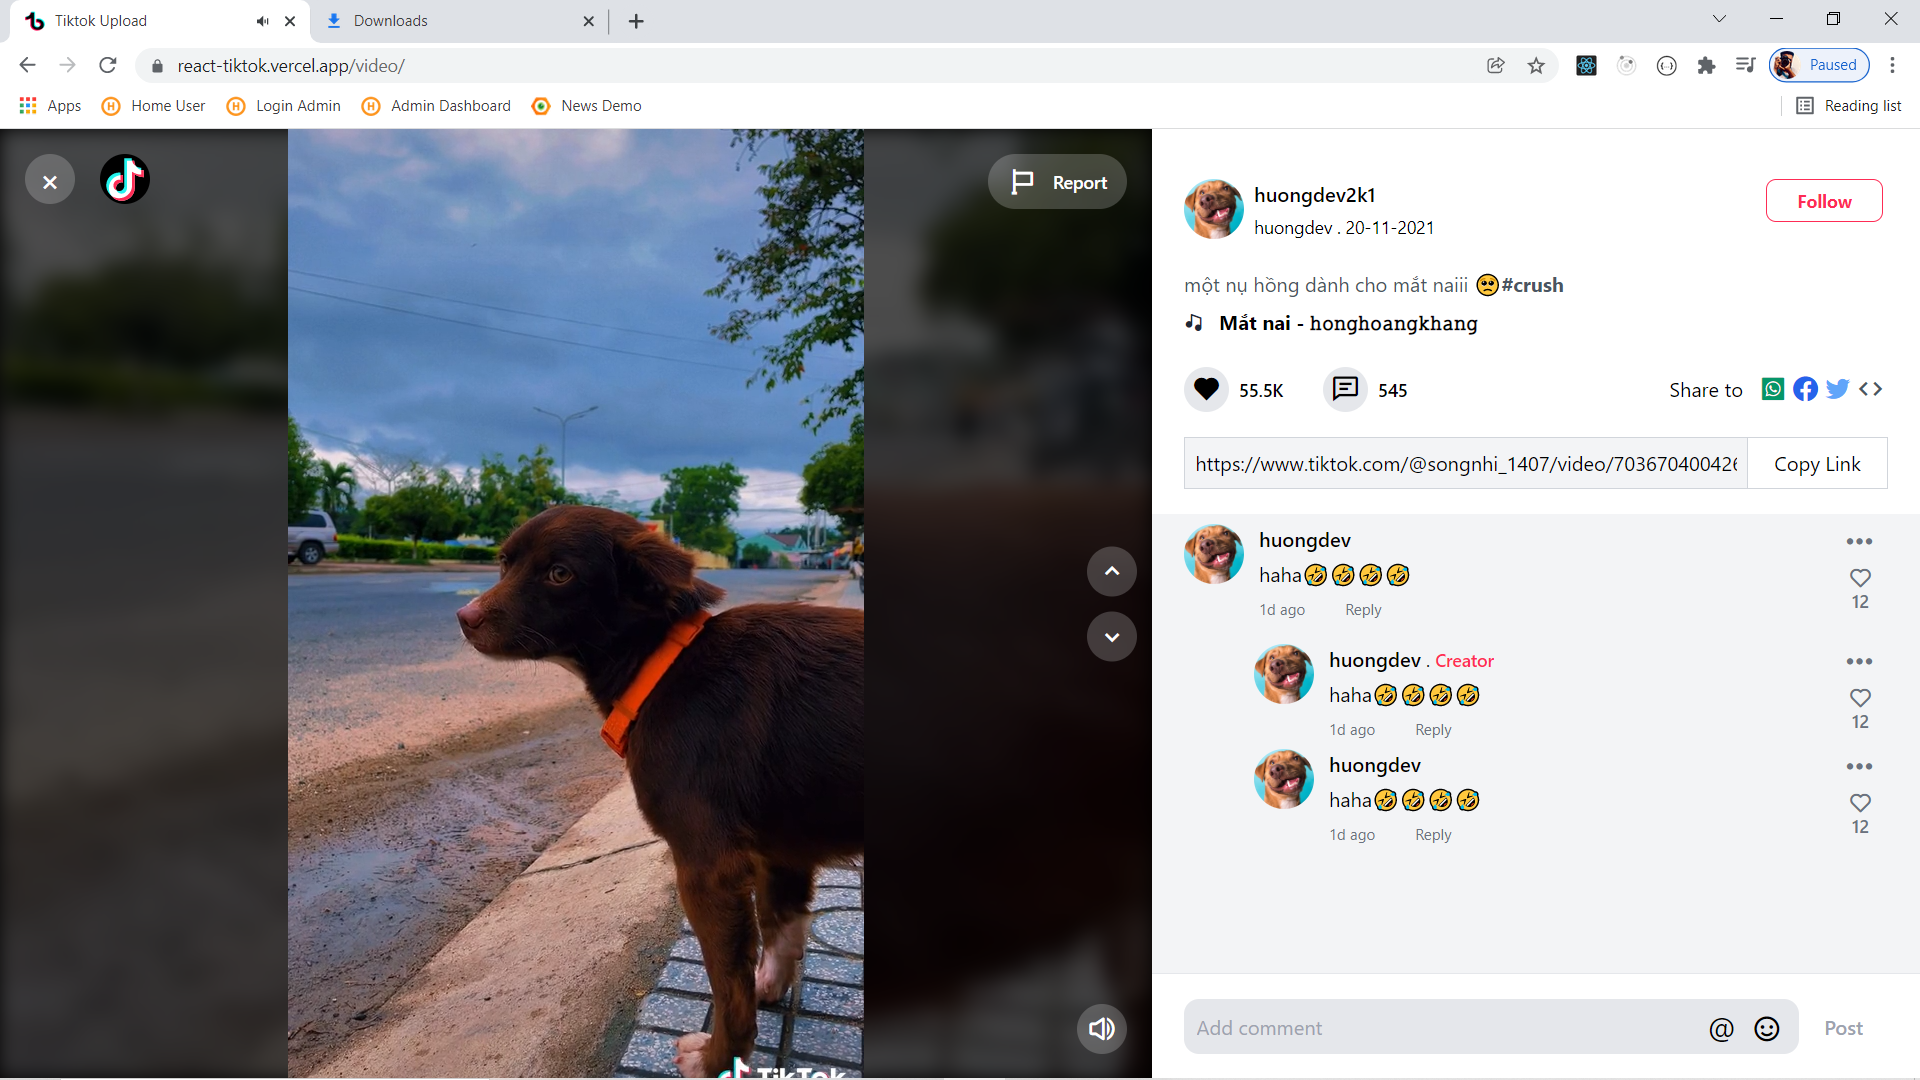 Tiktok Upload
Downloads
react-tiktok.vercel.app/video/
Paused
Apps
Home User
Login Admin
Admin Dashboard
News Demo
Reading list
Report
huongdev2k1
huongdev . 20-11-2021
Follow
một nụ hồng dành cho mắt naiii 🥺#crush
Mắt nai - honghoangkhang
55.5K
545
Share to
https://www.tiktok.com/@songnhi_1407/video/703670400426
Copy Link
huongdev
haha🤣🤣🤣🤣
1d ago
Reply
12
huongdev . Creator
haha🤣🤣🤣🤣
1d ago
Reply
12
huongdev
haha🤣🤣🤣🤣
1d ago
Reply
12
TikTok
Add comment
Post